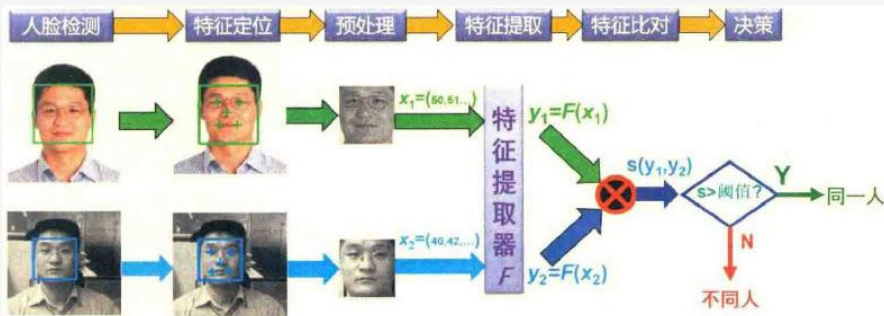 人脸检测
特征定位
预处理
特征提取
特征比对
决策
x₁=(50,51...)
特征提取器F
y₁=F(x₁)
s(y₁,y₂)
s>阈值?
Y
同一人
x₂=(40,42,...)
y₂=F(x₂)
N
不同人